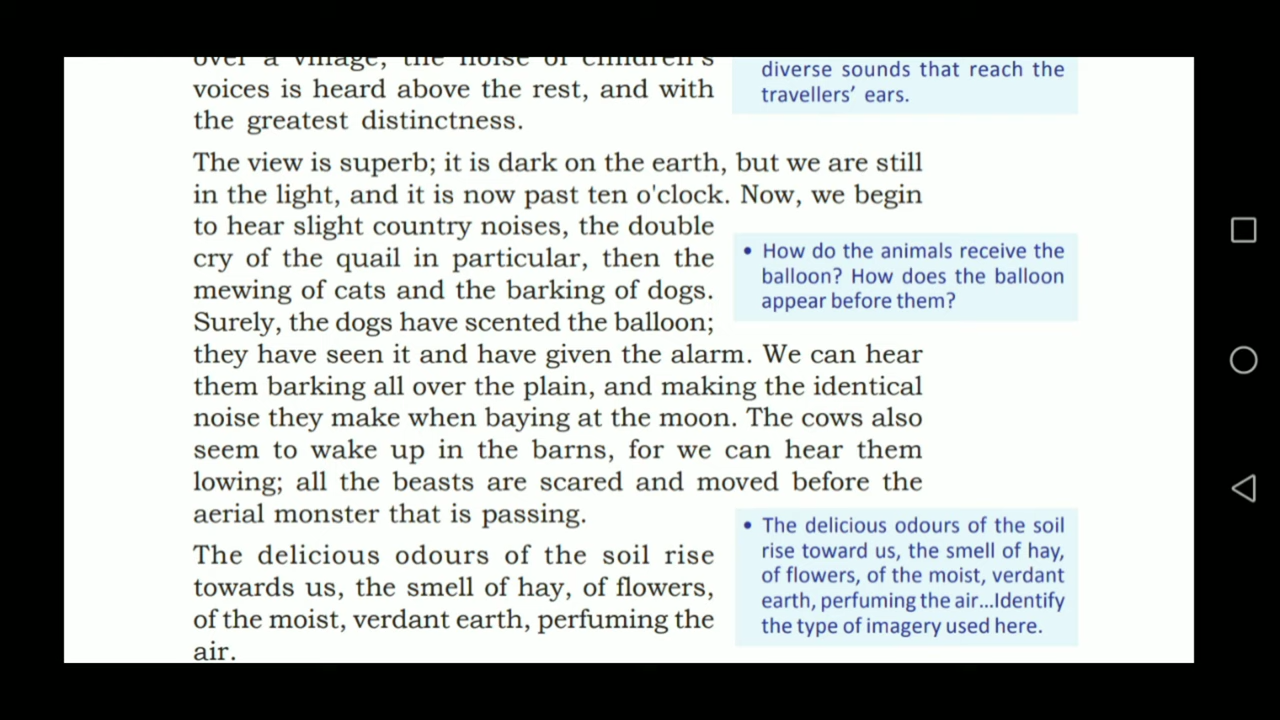 over a village, the noise of children's
voices is heard above the rest, and with
the greatest distinctness.
diverse sounds that reach the
travellers' ears.
The view is superb; it is dark on the earth, but we are still
in the light, and it is now past ten o'clock. Now, we begin
to hear slight country noises, the double
cry of the quail in particular, then the
mewing of cats and the barking of dogs.
Surely, the dogs have scented the balloon;
they have seen it and have given the alarm. We can hear
them barking all over the plain, and making the identical
noise they make when baying at the moon. The cows also
seem to wake up in the barns, for we can hear them
lowing; all the beasts are scared and moved before the
aerial monster that is passing.
• How do the animals receive the
balloon? How does the balloon
appear before them?
The delicious odours of the soil rise
towards us, the smell of hay, of flowers,
of the moist, verdant earth, perfuming the
air.
• The delicious odours of the soil
rise toward us, the smell of hay,
of flowers, of the moist, verdant
earth, perfuming the air...Identify
the type of imagery used here.